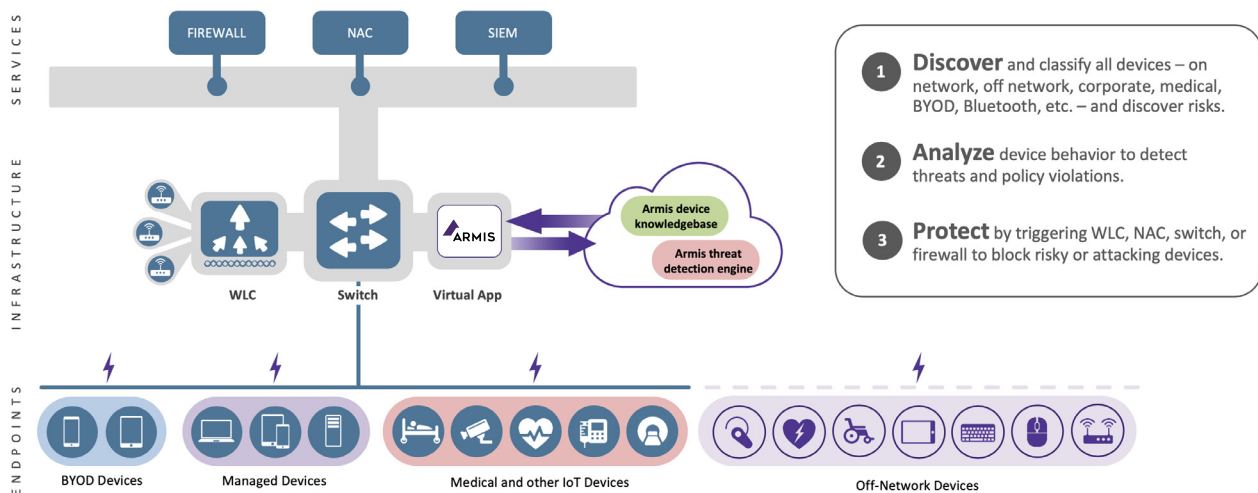 SERVICES
FIREWALL
NAC
SIEM
INFRASTRUCTURE
ARMIS
Armis device
knowledgebase
Armis threat
detection engine
WLC
Switch
Virtual App
1
Discover and classify all devices – on
network, off network, corporate, medical,
BYOD, Bluetooth, etc. – and discover risks.
2
Analyze device behavior to detect
threats and policy violations.
3
Protect by triggering WLC, NAC, switch, or
firewall to block risky or attacking devices.
ENDPOINTS
BYOD Devices
Managed Devices
Medical and other IoT Devices
Off-Network Devices